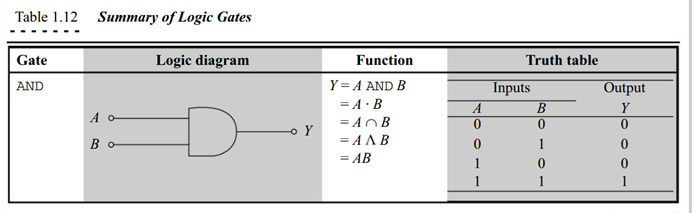 Table 1.12 Summary of Logic Gates
Gate Logic diagram Function Truth table
AND Y = A AND B Inputs Output
= A · B A B Y
A = A ∩ B 0 0 0
Y
B = A Λ B 0 1 0
= AB 1 0 0
1 1 1